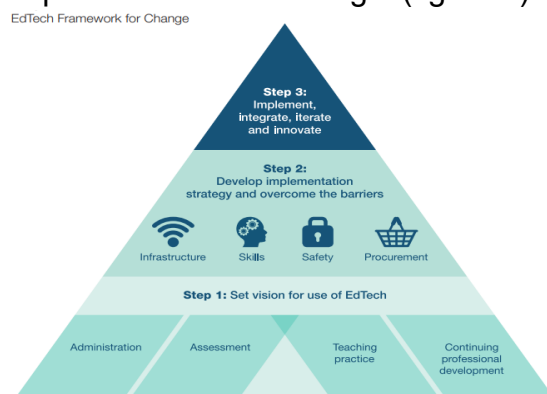 EdTech Framework for Change
Step 3:
Implement,
integrate, iterate
and innovate
Step 2:
Develop implementation
strategy and overcome the barriers
Infrastructure Skills Safety Procurement
Step 1: Set vision for use of EdTech
Administration Assessment Teaching practice Continuing professional development